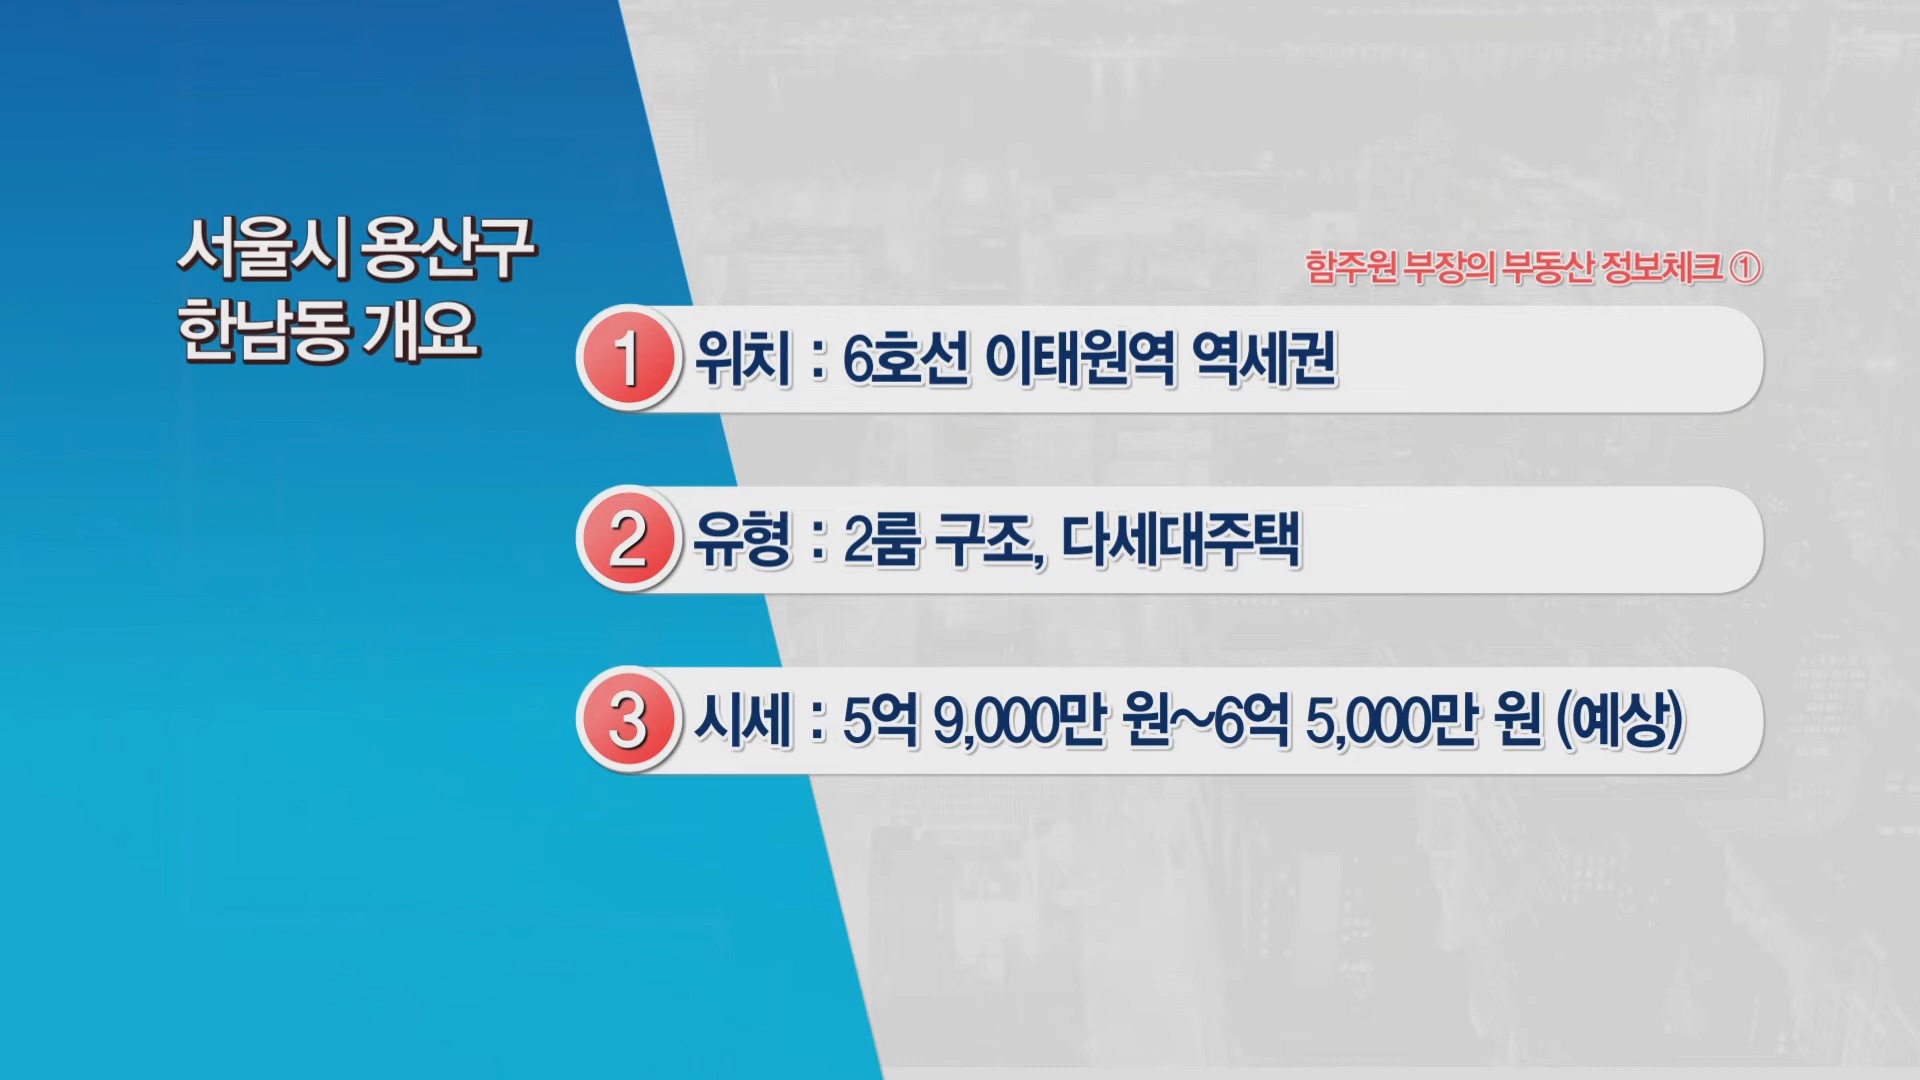 서울시 용산구
한남동 개요
함주원 부장의 부동산 정보체크 ①
1 위치 : 6호선 이태원역 역세권
2 유형 : 2룸 구조, 다세대주택
3 시세 : 5억 9,000만 원~6억 5,000만 원 (예상)